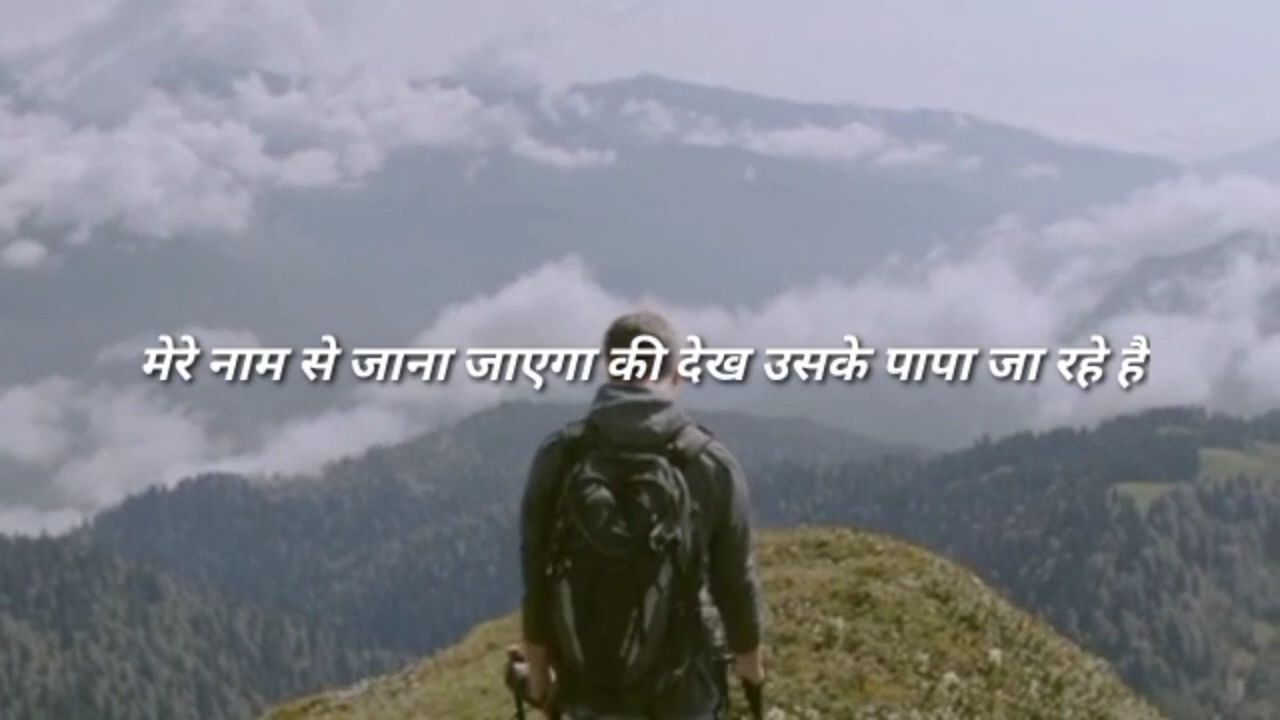 मेरे नाम से जाना जाएगा की देख उसके पापा जा रहे है